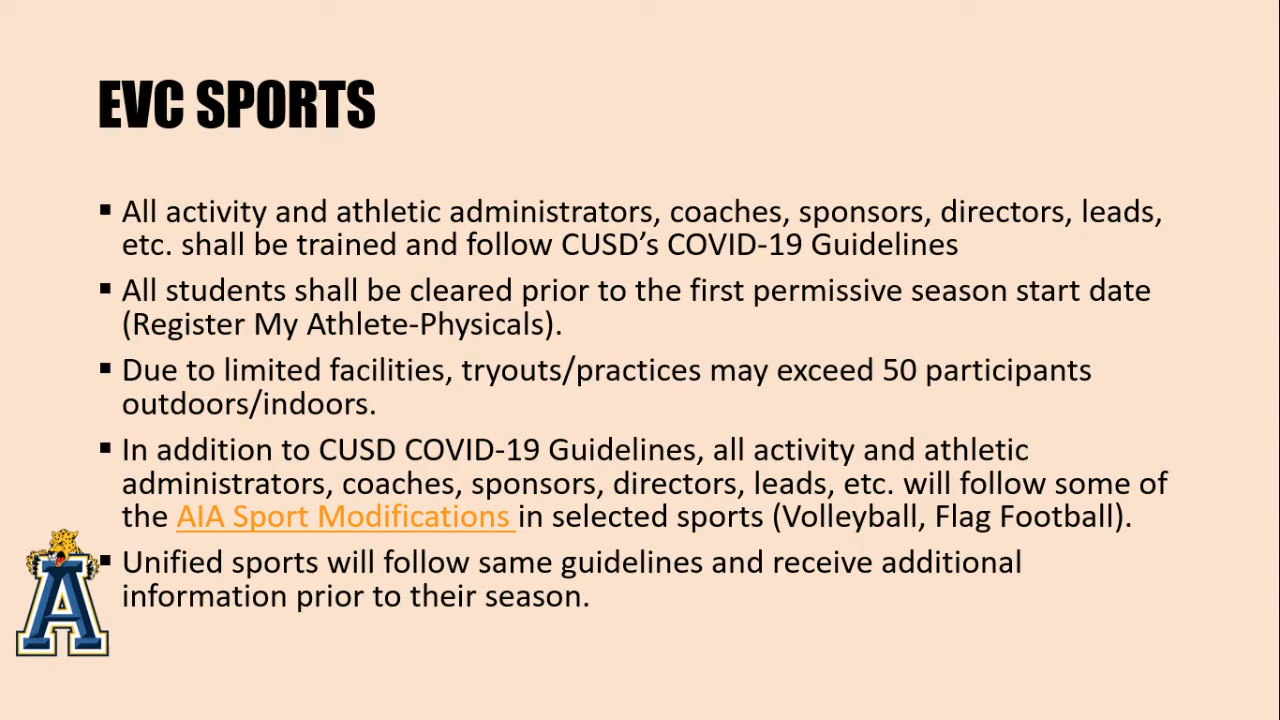 EVC SPORTS
▪ All activity and athletic administrators, coaches, sponsors, directors, leads,
etc. shall be trained and follow CUSD’s COVID-19 Guidelines
▪ All students shall be cleared prior to the first permissive season start date
(Register My Athlete-Physicals).
▪ Due to limited facilities, tryouts/practices may exceed 50 participants
outdoors/indoors.
▪ In addition to CUSD COVID-19 Guidelines, all activity and athletic
administrators, coaches, sponsors, directors, leads, etc. will follow some of
the AIA Sport Modifications in selected sports (Volleyball, Flag Football).
▪ Unified sports will follow same guidelines and receive additional
information prior to their season.
A